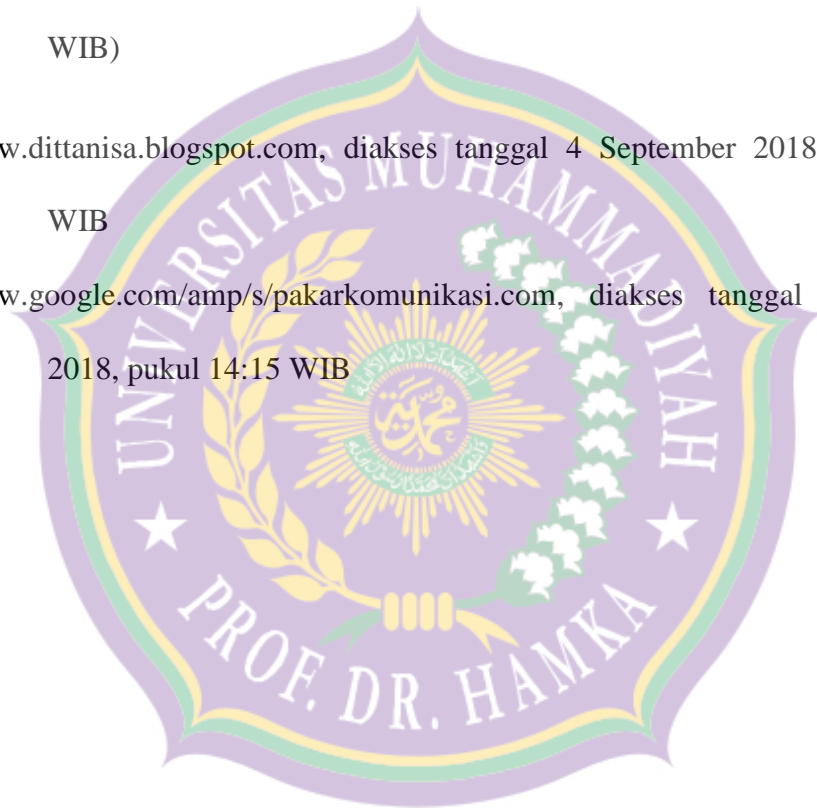 WIB)
w.dittanisa.blogspot.com, diakses tanggal 4 September 2018
WIB
w.google.com/amp/s/pakarkomunikasi.com, diakses tanggal
2018, pukul 14:15 WIB
UNIVERSITAS MUHAMMADIYAH
محمدية
PROF. DR. HAMKA